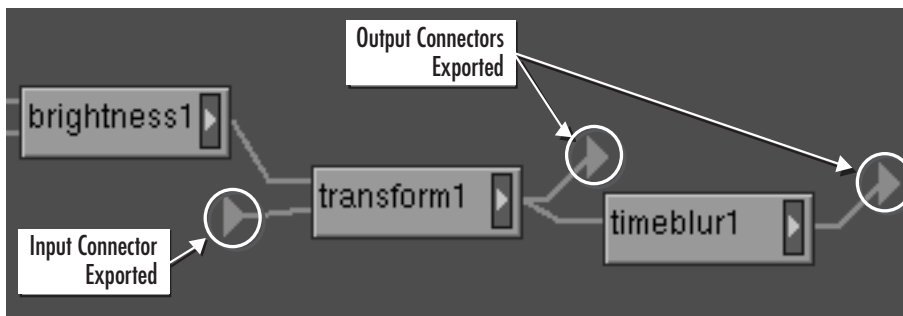 Output Connectors
Exported
brightness1
transform1
timeblur1
Input Connector
Exported